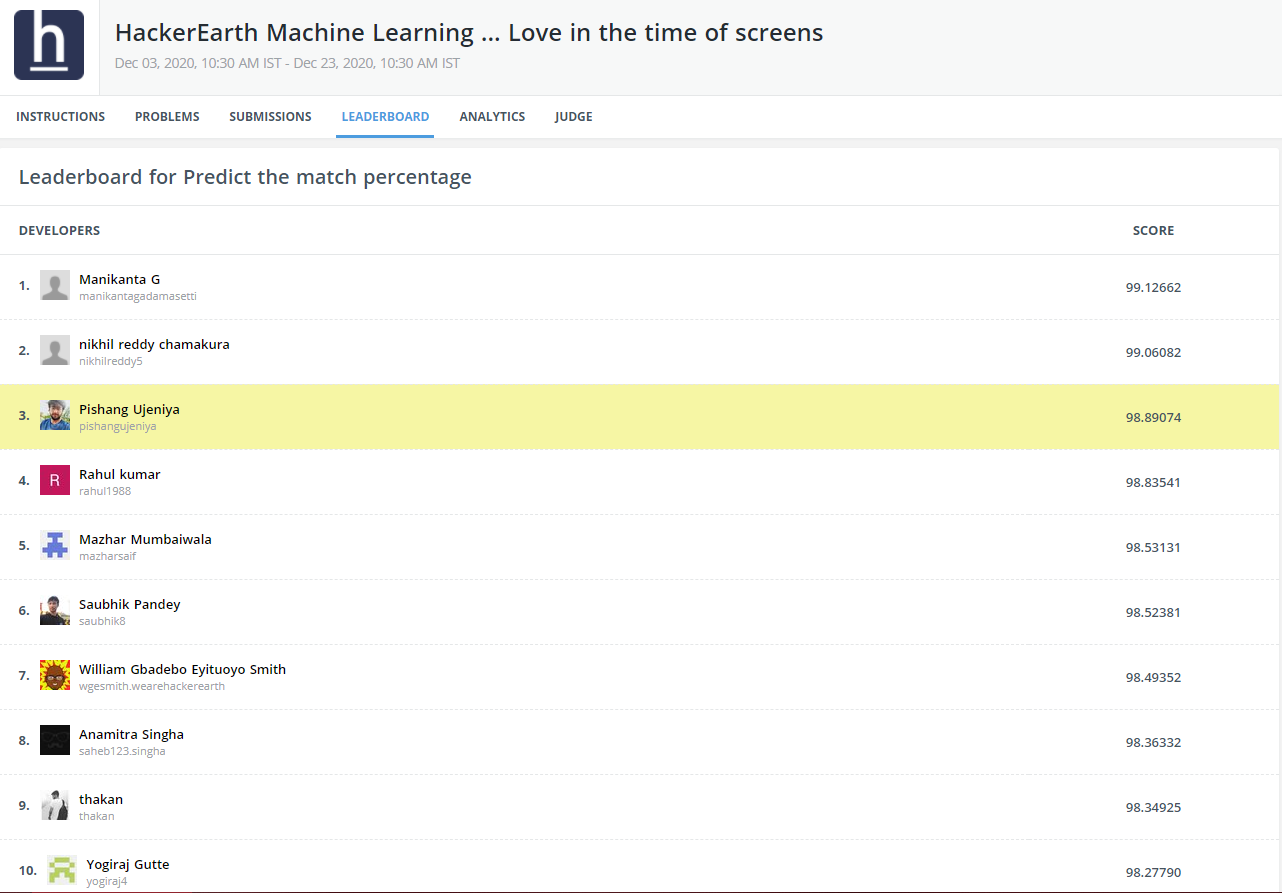 h
HackerEarth Machine Learning ... Love in the time of screens
Dec 03, 2020, 10:30 AM IST - Dec 23, 2020, 10:30 AM IST
INSTRUCTIONS PROBLEMS SUBMISSIONS LEADERBOARD ANALYTICS JUDGE
Leaderboard for Predict the match percentage
DEVELOPERS SCORE
1. Manikanta G 99.12662
manikantagadamasetti
2. nikhil reddy chamakura 99.06082
nikhilreddy5
3. Pishang Ujeniya 98.89074
pishangujeniya
4. R Rahul kumar 98.83541
rahul1988
5. Mazhar Mumbaiwala 98.53131
mazharsaif
6. Saubhik Pandey 98.52381
saubhik8
7. William Gbadebo Eyituoyo Smith 98.49352
wgesmith.wearehackerearth
8. Anamitra Singha 98.36332
saheb123.singha
9. thakan 98.34925
thakan
10. Yogiraj Gutte 98.27790
yogiraj4